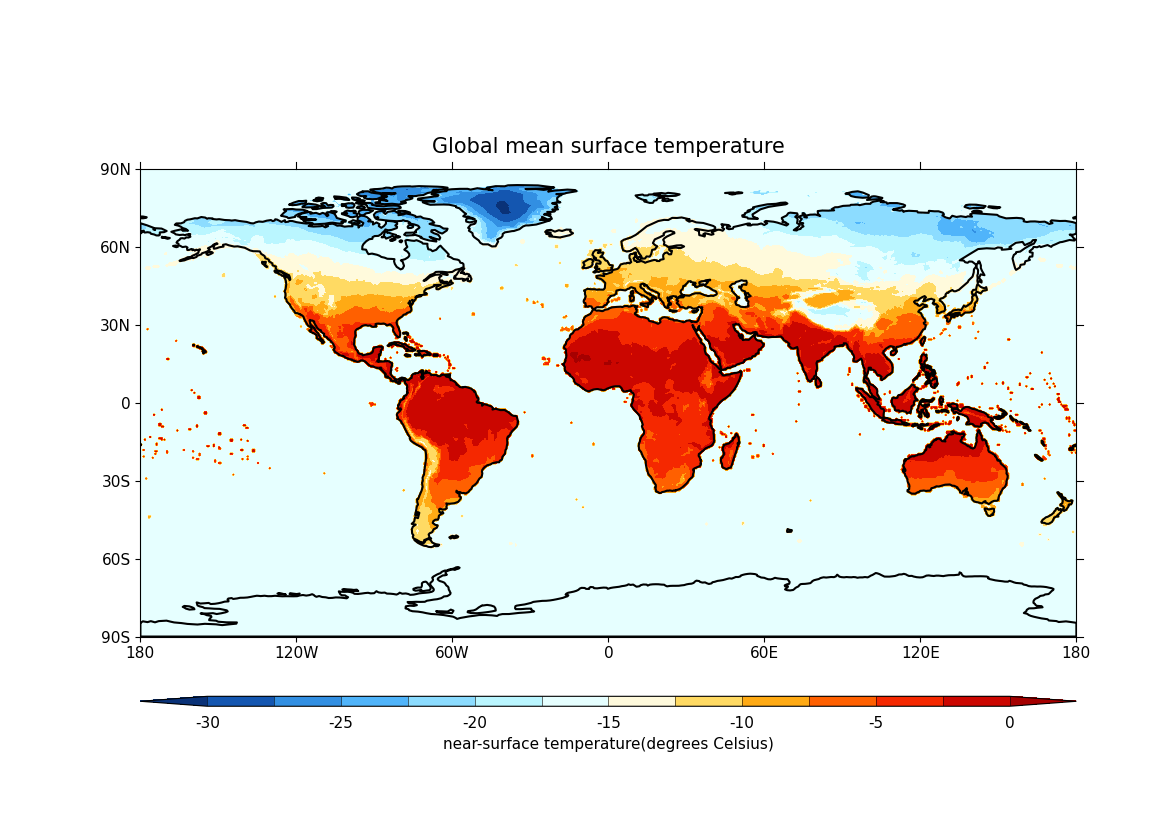 Global mean surface temperature
90N
60N
30N
0
30S
60S
90S
180 120W 60W 0 60E 120E 180
-30 -25 -20 -15 -10 -5 0
near-surface temperature(degrees Celsius)